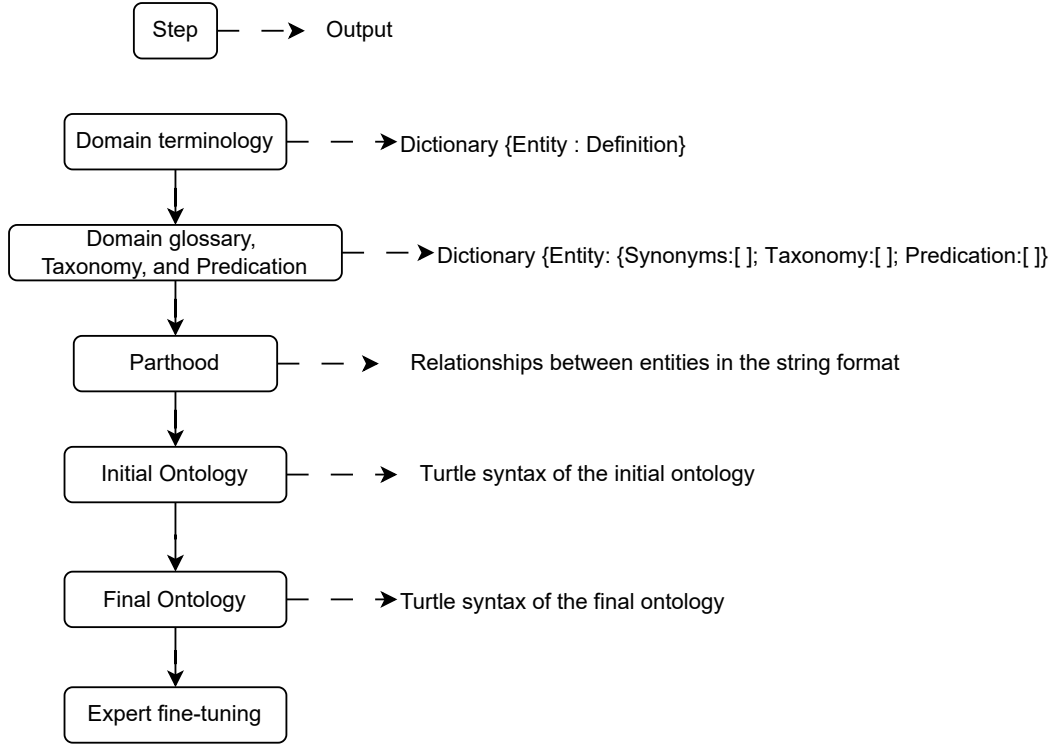 Step
Output
Domain terminology
Dictionary {Entity : Definition}
Domain glossary,
Taxonomy, and Predication
Dictionary {Entity: {Synonyms:[ ]; Taxonomy:[ ]; Predication:[ ]}
Parthood
Relationships between entities in the string format
Initial Ontology
Turtle syntax of the initial ontology
Final Ontology
Turtle syntax of the final ontology
Expert fine-tuning